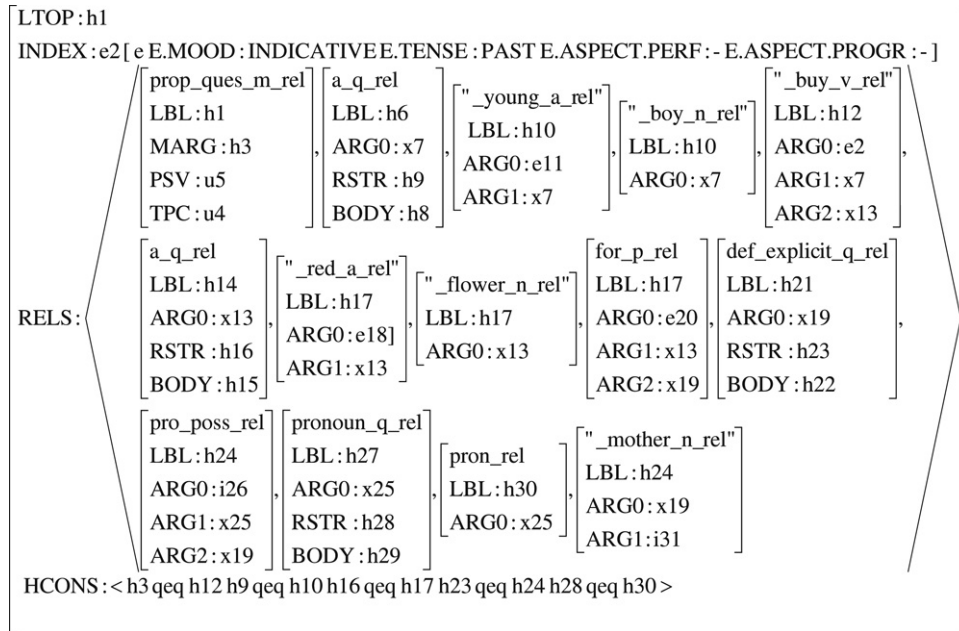 LTOP:h1
INDEX:e2[e E.MOOD:INDICATIVE E.TENSE:PAST E.ASPECT.PERF:- E.ASPECT.PROGR:-]
RELS:
prop_ques_m_rel
LBL:h1
MARG:h3
PSV:u5
TPC:u4
,
a_q_rel
LBL:h6
ARG0:x7
RSTR:h9
BODY:h8
,
"_young_a_rel"
LBL:h10
ARG0:e11
ARG1:x7
,
"_boy_n_rel"
LBL:h10
ARG0:x7
,
"_buy_v_rel"
LBL:h12
ARG0:e2
ARG1:x7
ARG2:x13
,
a_q_rel
LBL:h14
ARG0:x13
RSTR:h16
BODY:h15
,
"_red_a_rel"
LBL:h17
ARG0:e18]
ARG1:x13
,
"_flower_n_rel"
LBL:h17
ARG0:x13
,
for_p_rel
LBL:h17
ARG0:e20
ARG1:x13
ARG2:x19
,
def_explicit_q_rel
LBL:h21
ARG0:x19
RSTR:h23
BODY:h22
,
pro_poss_rel
LBL:h24
ARG0:i26
ARG1:x25
ARG2:x19
,
pronoun_q_rel
LBL:h27
ARG0:x25
RSTR:h28
BODY:h29
,
pron_rel
LBL:h30
ARG0:x25
,
"_mother_n_rel"
LBL:h24
ARG0:x19
ARG1:i31
HCONS:<h3 qeq h12 h9 qeq h10 h16 qeq h17 h23 qeq h24 h28 qeq h30>